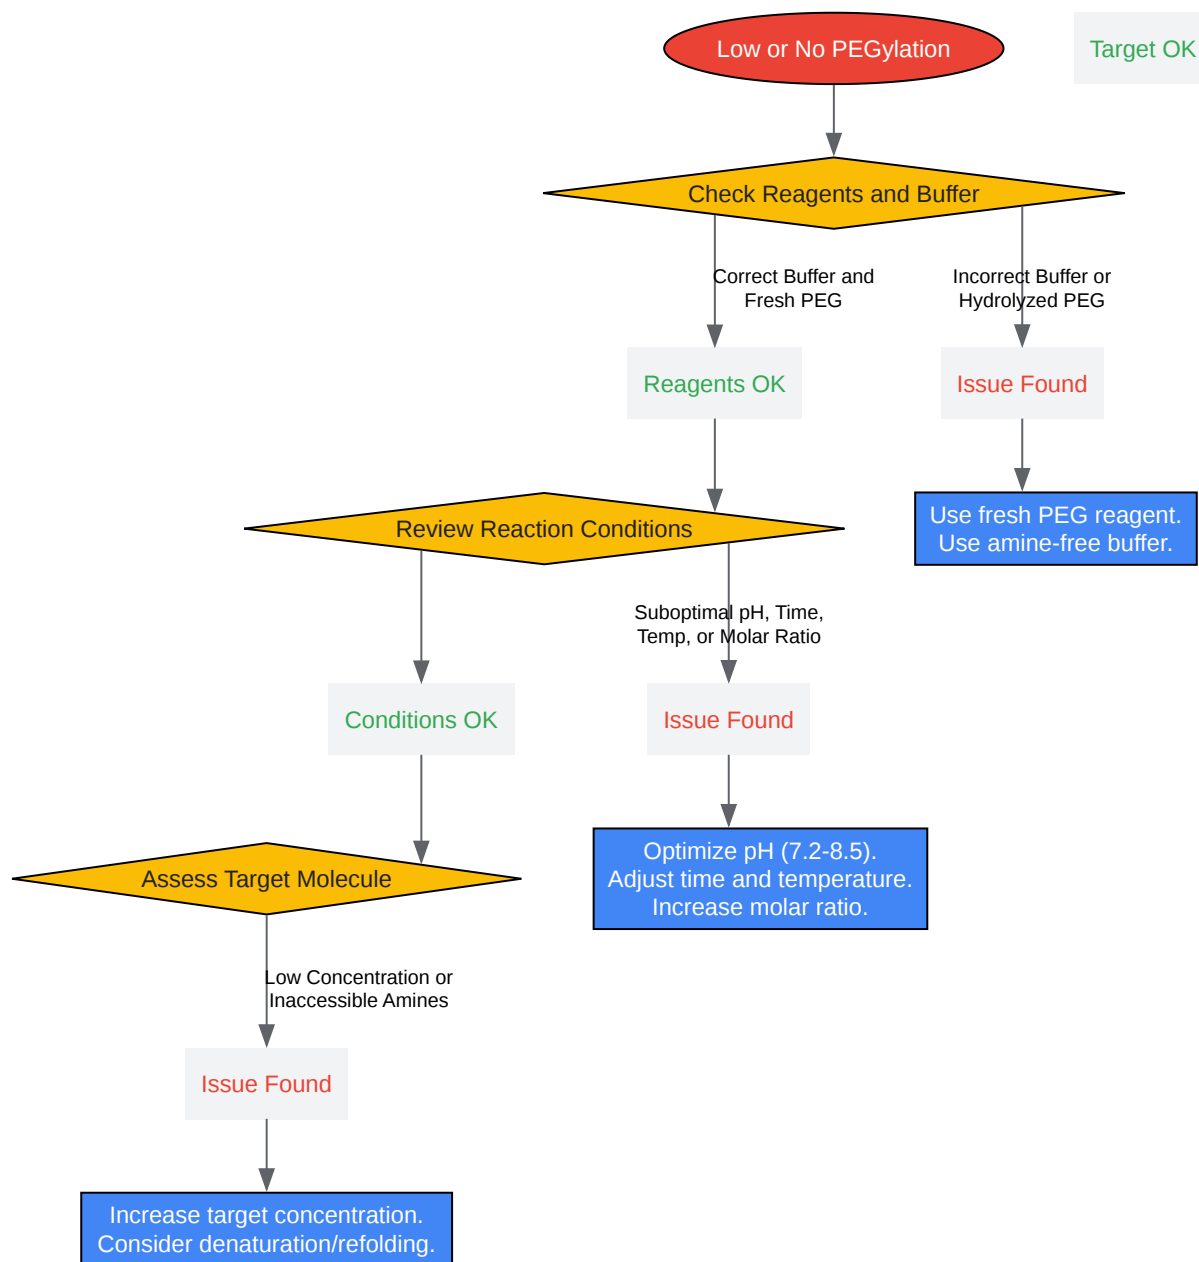 Low or No PEGylation
Target OK
Check Reagents and Buffer
Correct Buffer and
Fresh PEG
Incorrect Buffer or
Hydrolyzed PEG
Reagents OK
Issue Found
Use fresh PEG reagent.
Use amine-free buffer.
Review Reaction Conditions
Suboptimal pH, Time,
Temp, or Molar Ratio
Conditions OK
Issue Found
Optimize pH (7.2-8.5).
Adjust time and temperature.
Increase molar ratio.
Assess Target Molecule
Low Concentration or
Inaccessible Amines
Issue Found
Increase target concentration.
Consider denaturation/refolding.